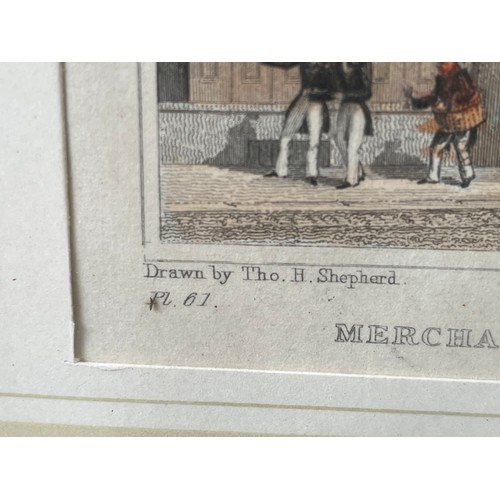 Drawn by Tho. H. Shepherd.
Pl. 61.
MERCHA